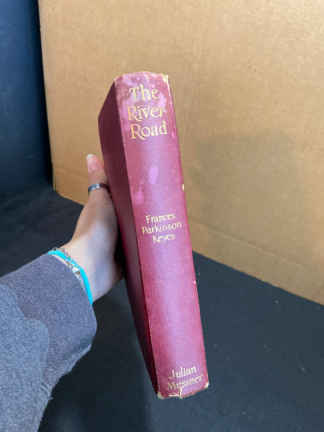 The
River
Road
Frances
Parkinson
Keyes
Julian
Messner